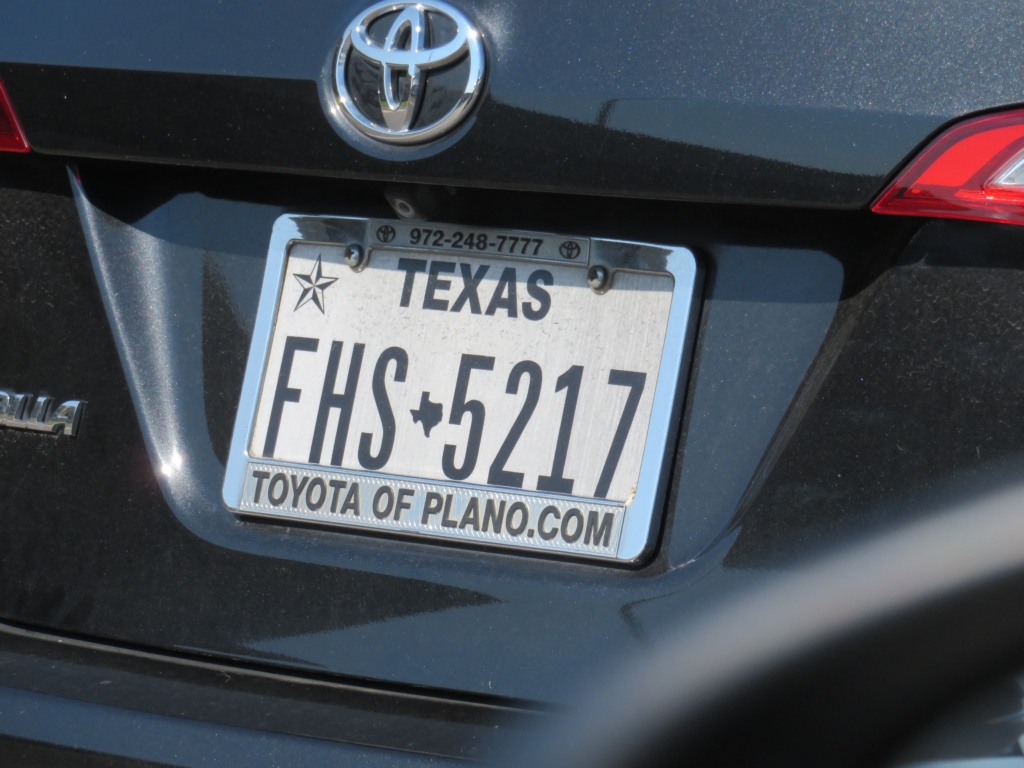 972-248-7777
TEXAS
FHS 5217
TOYOTA OF PLANO.COM